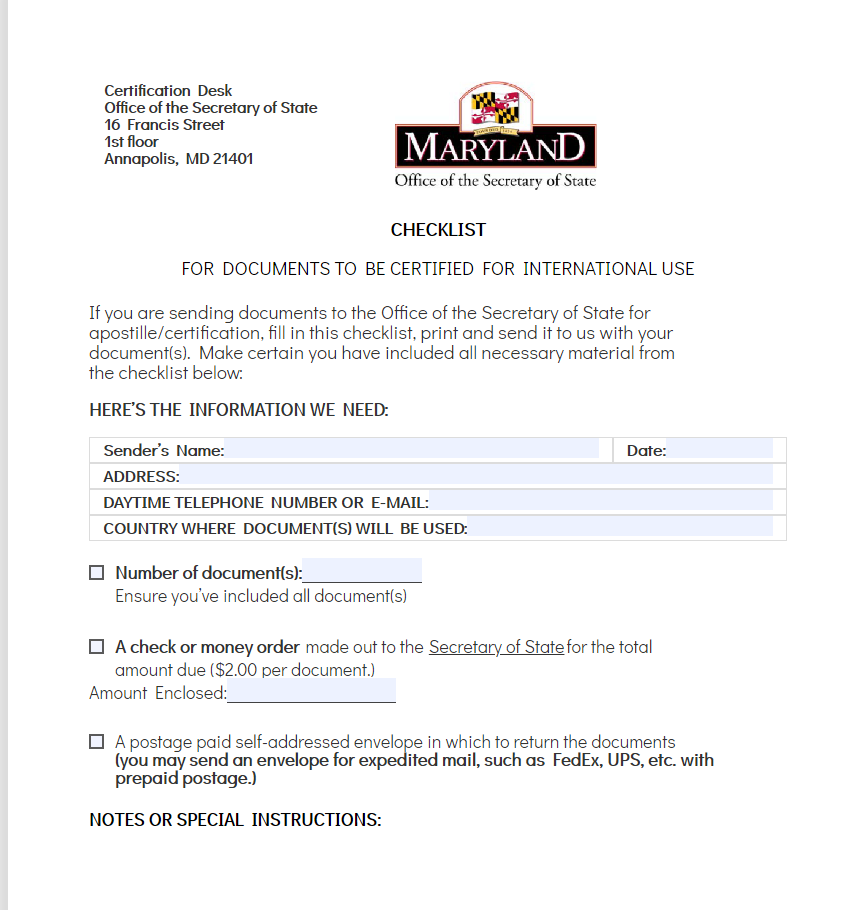 Certification Desk
Office of the Secretary of State
16 Francis Street
1st floor
Annapolis, MD 21401
MARYLAND
Office of the Secretary of State
CHECKLIST
FOR DOCUMENTS TO BE CERTIFIED FOR INTERNATIONAL USE
If you are sending documents to the Office of the Secretary of State for
apostille/certification, fill in this checklist, print and send it to us with your
document(s). Make certain you have included all necessary material from
the checklist below:
HERE'S THE INFORMATION WE NEED:
Sender's Name: Date:
ADDRESS:
DAYTIME TELEPHONE NUMBER OR E-MAIL:
COUNTRY WHERE DOCUMENT(S) WILL BE USED:
Number of document(s):
Ensure you've included all document(s)
A check or money order made out to the Secretary of State for the total
amount due ($2.00 per document.)
Amount Enclosed:
A postage paid self-addressed envelope in which to return the documents
(you may send an envelope for expedited mail, such as FedEx, UPS, etc. with
prepaid postage.)
NOTES OR SPECIAL INSTRUCTIONS: